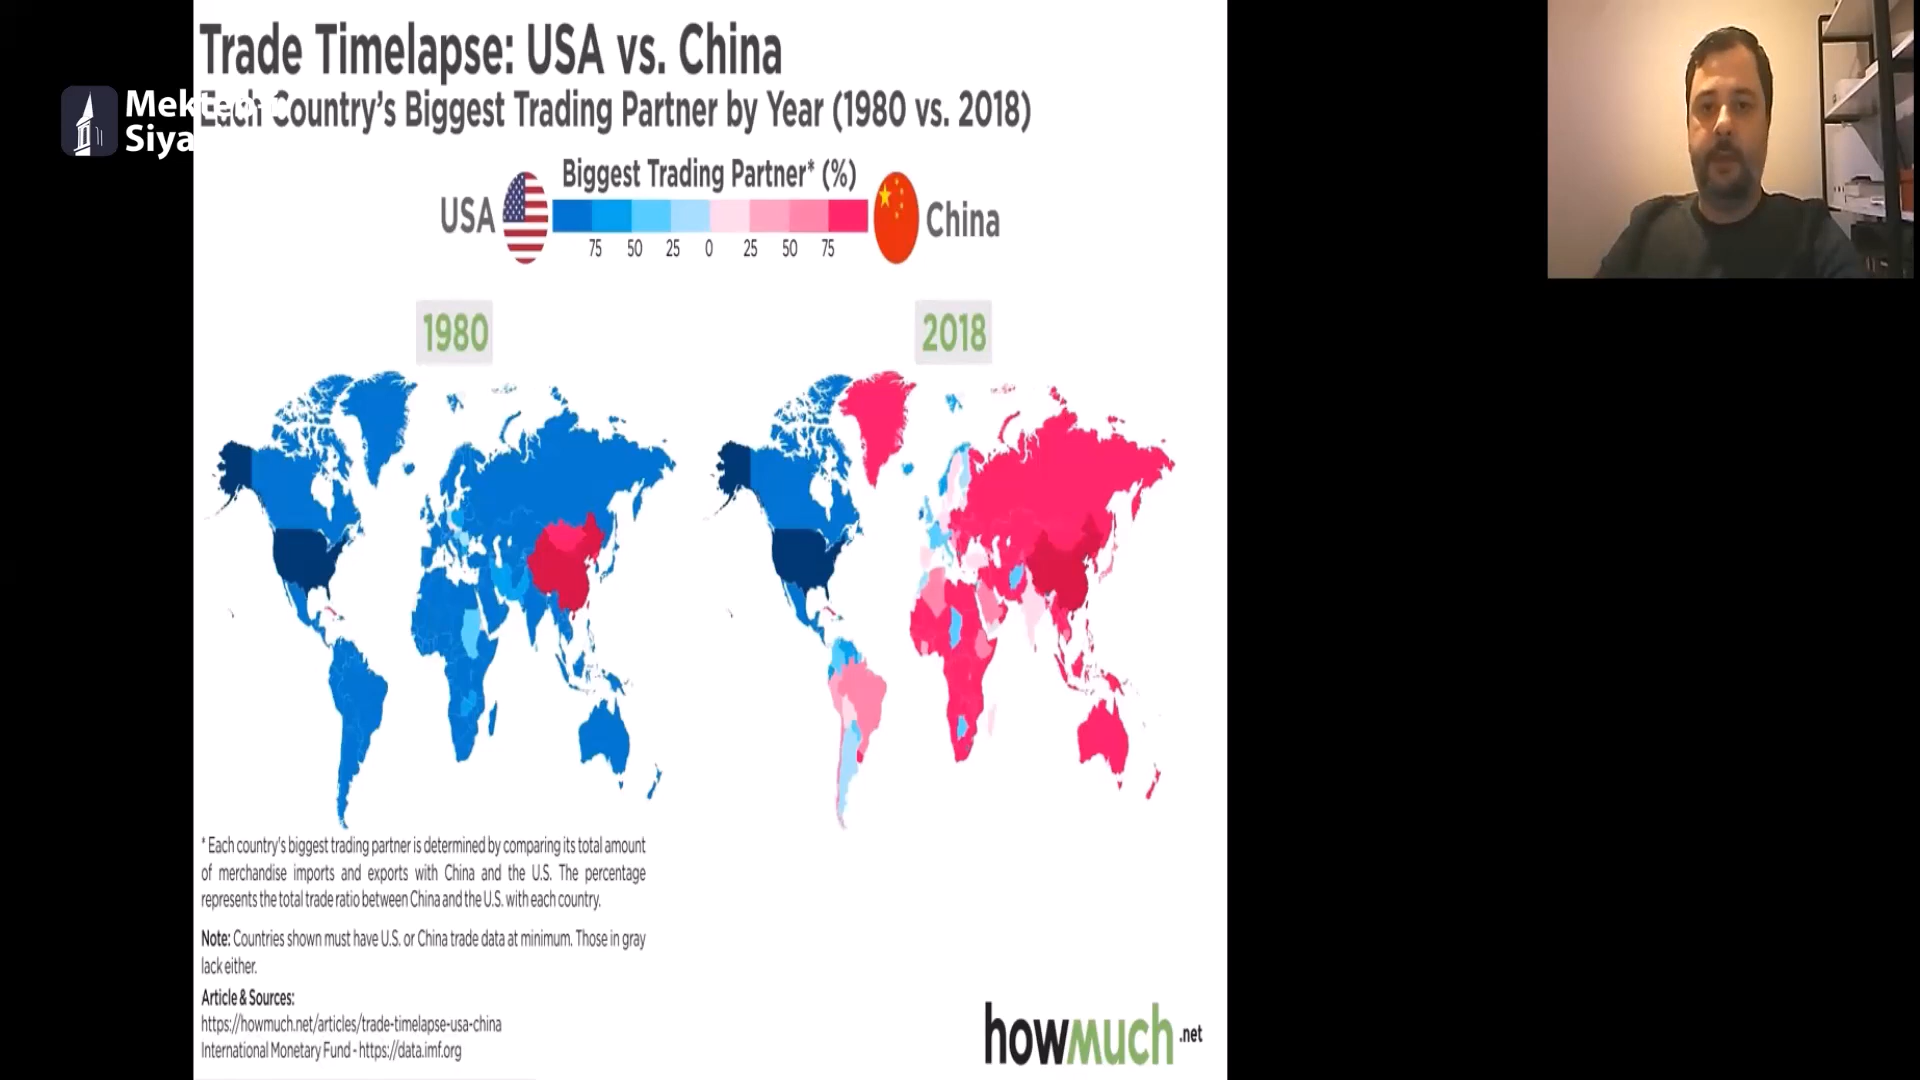 Trade Timelapse: USA vs. China
Mek
Siya
Each Country's Biggest Trading Partner by Year (1980 vs. 2018)
Biggest Trading Partner* (%)
USA
China
75 50 25 0 25 50 75
1980
2018
* Each country's biggest trading partner is determined by comparing its total amount
of merchandise imports and exports with China and the U.S. The percentage
represents the total trade ratio between China and the U.S. with each country.
Note: Countries shown must have U.S. or China trade data at minimum. Those in gray
lack either.
Article & Sources:
https://howmuch.net/articles/trade-timelapse-usa-china
International Monetary Fund - https://data.imf.org
howmuch.net